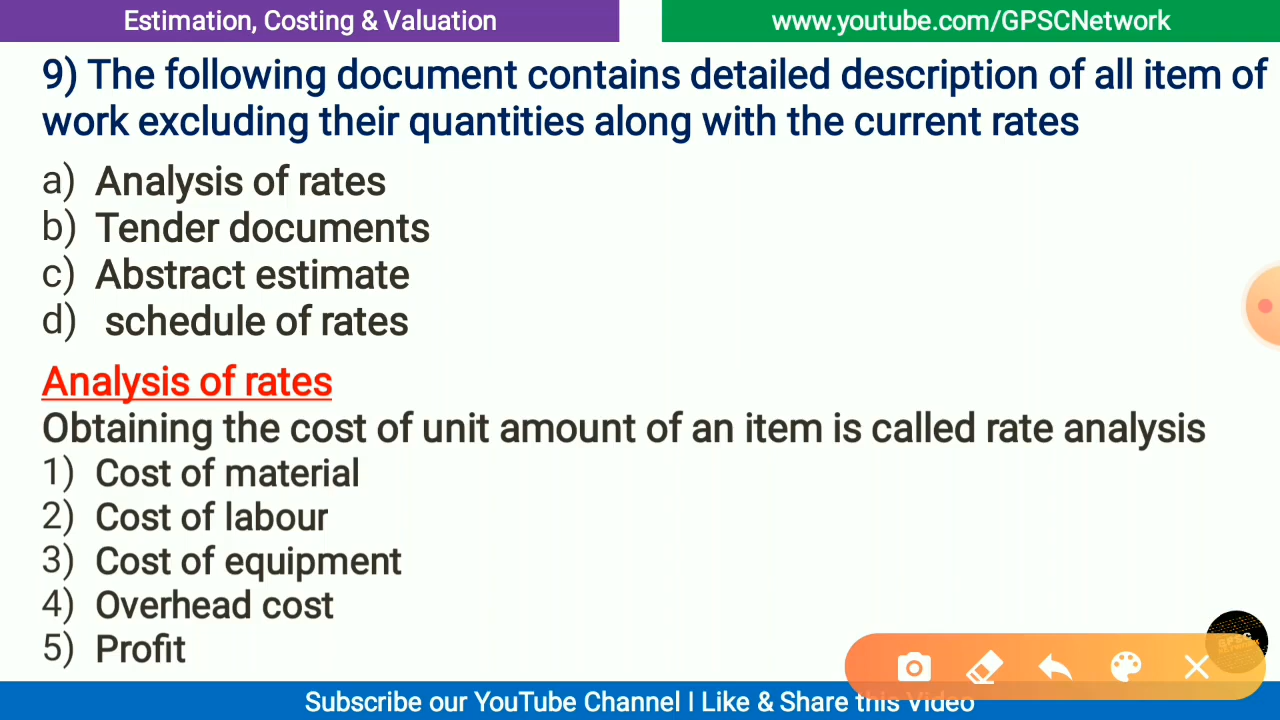 Estimation, Costing & Valuation
www.youtube.com/GPSCNetwork
9) The following document contains detailed description of all item of
work excluding their quantities along with the current rates
a) Analysis of rates
b) Tender documents
c) Abstract estimate
d) schedule of rates
Analysis of rates
Obtaining the cost of unit amount of an item is called rate analysis
1) Cost of material
2) Cost of labour
3) Cost of equipment
4) Overhead cost
5) Profit
GPSC
NETWORK
Subscribe our YouTube Channel I Like & Share this Video